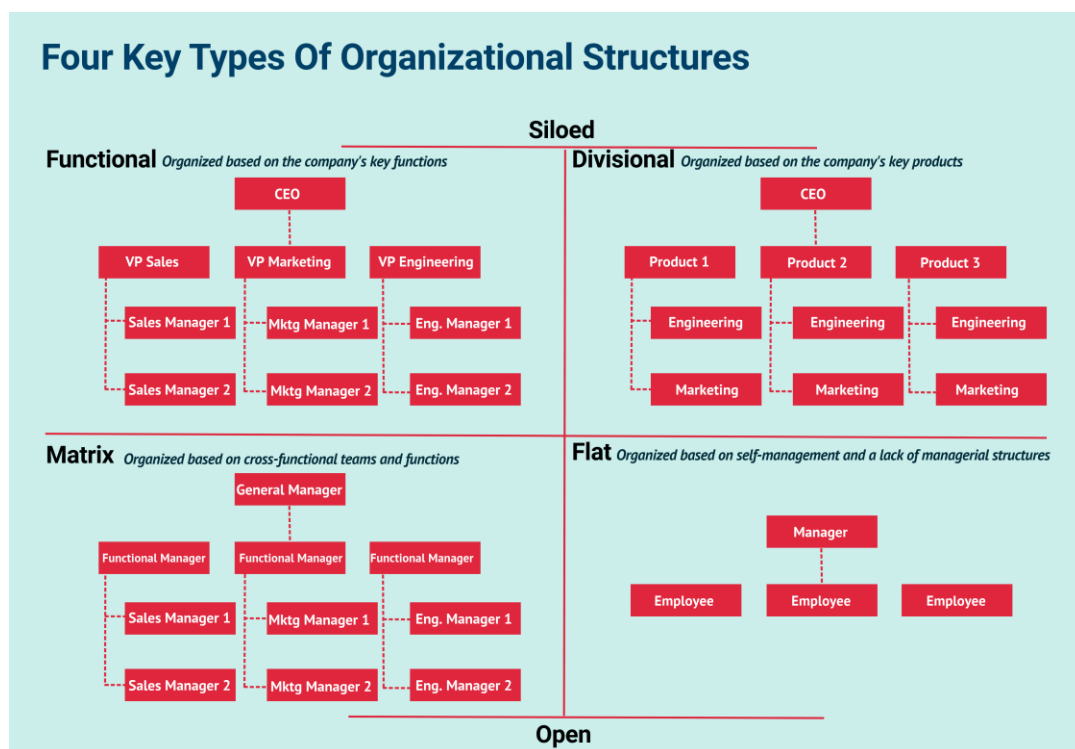 Four Key Types Of Organizational Structures
Siloed
Functional Organized based on the company's key functions
CEO
VP Sales VP Marketing VP Engineering
Sales Manager 1 Mktg Manager 1 Eng. Manager 1
Sales Manager 2 Mktg Manager 2 Eng. Manager 2
Divisional Organized based on the company's key products
CEO
Product 1 Product 2 Product 3
Engineering Engineering Engineering
Marketing Marketing Marketing
Matrix Organized based on cross-functional teams and functions
General Manager
Functional Manager Functional Manager Functional Manager
Sales Manager 1 Mktg Manager 1 Eng. Manager 1
Sales Manager 2 Mktg Manager 2 Eng. Manager 2
Flat Organized based on self-management and a lack of managerial structures
Manager
Employee Employee Employee
Open